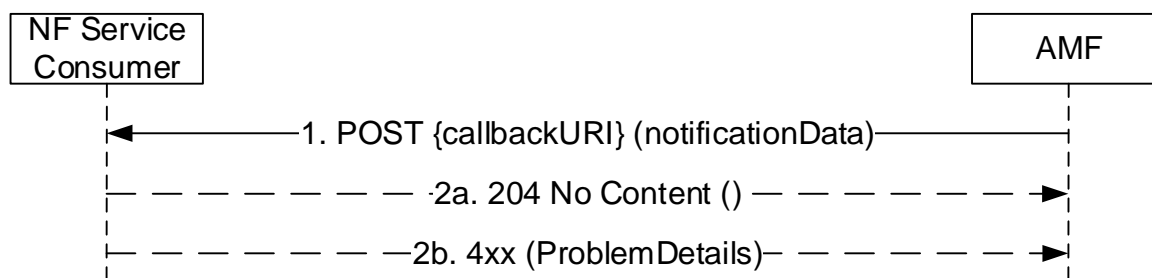 NF Service
Consumer
AMF
1. POST {callbackURI} (notificationData)
2a. 204 No Content ()
2b. 4xx (ProblemDetails)